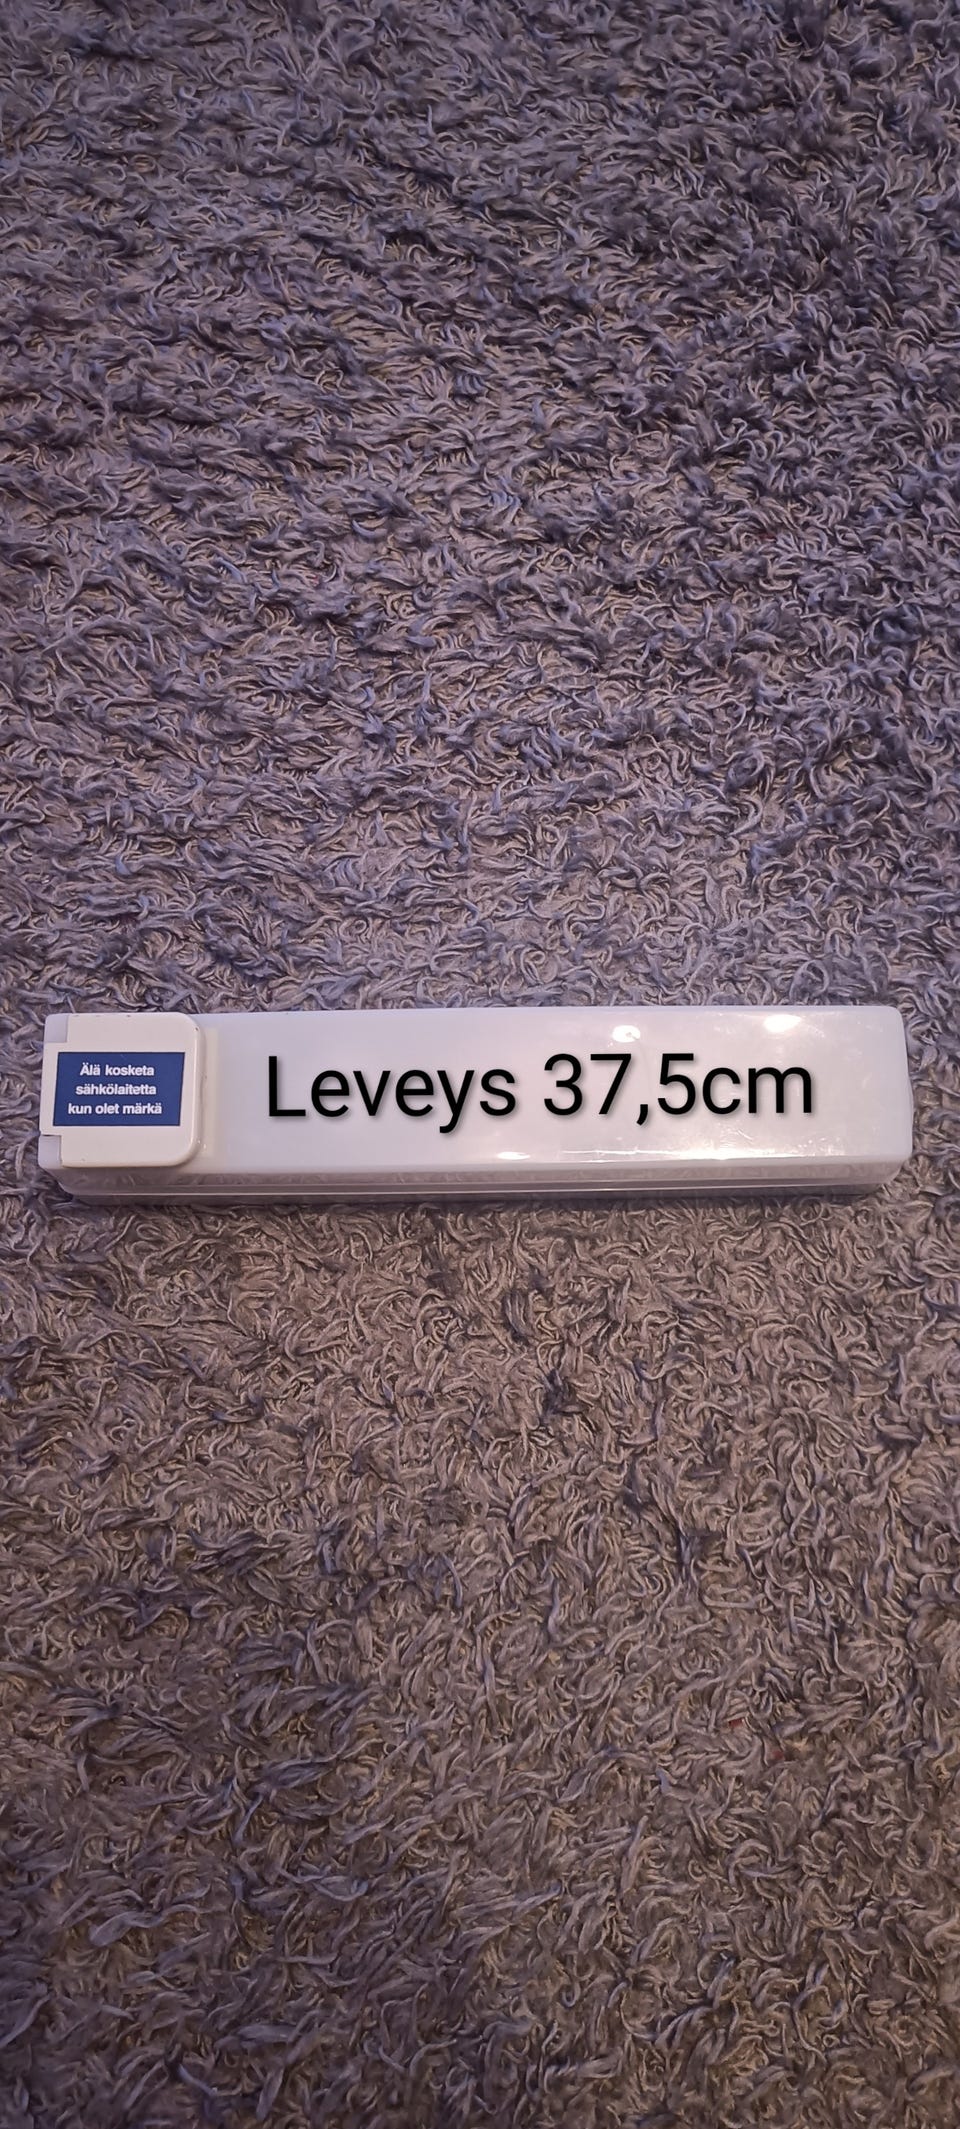 Älä kosketa
sähkölaitetta
kun olet märkä
Leveys 37,5cm